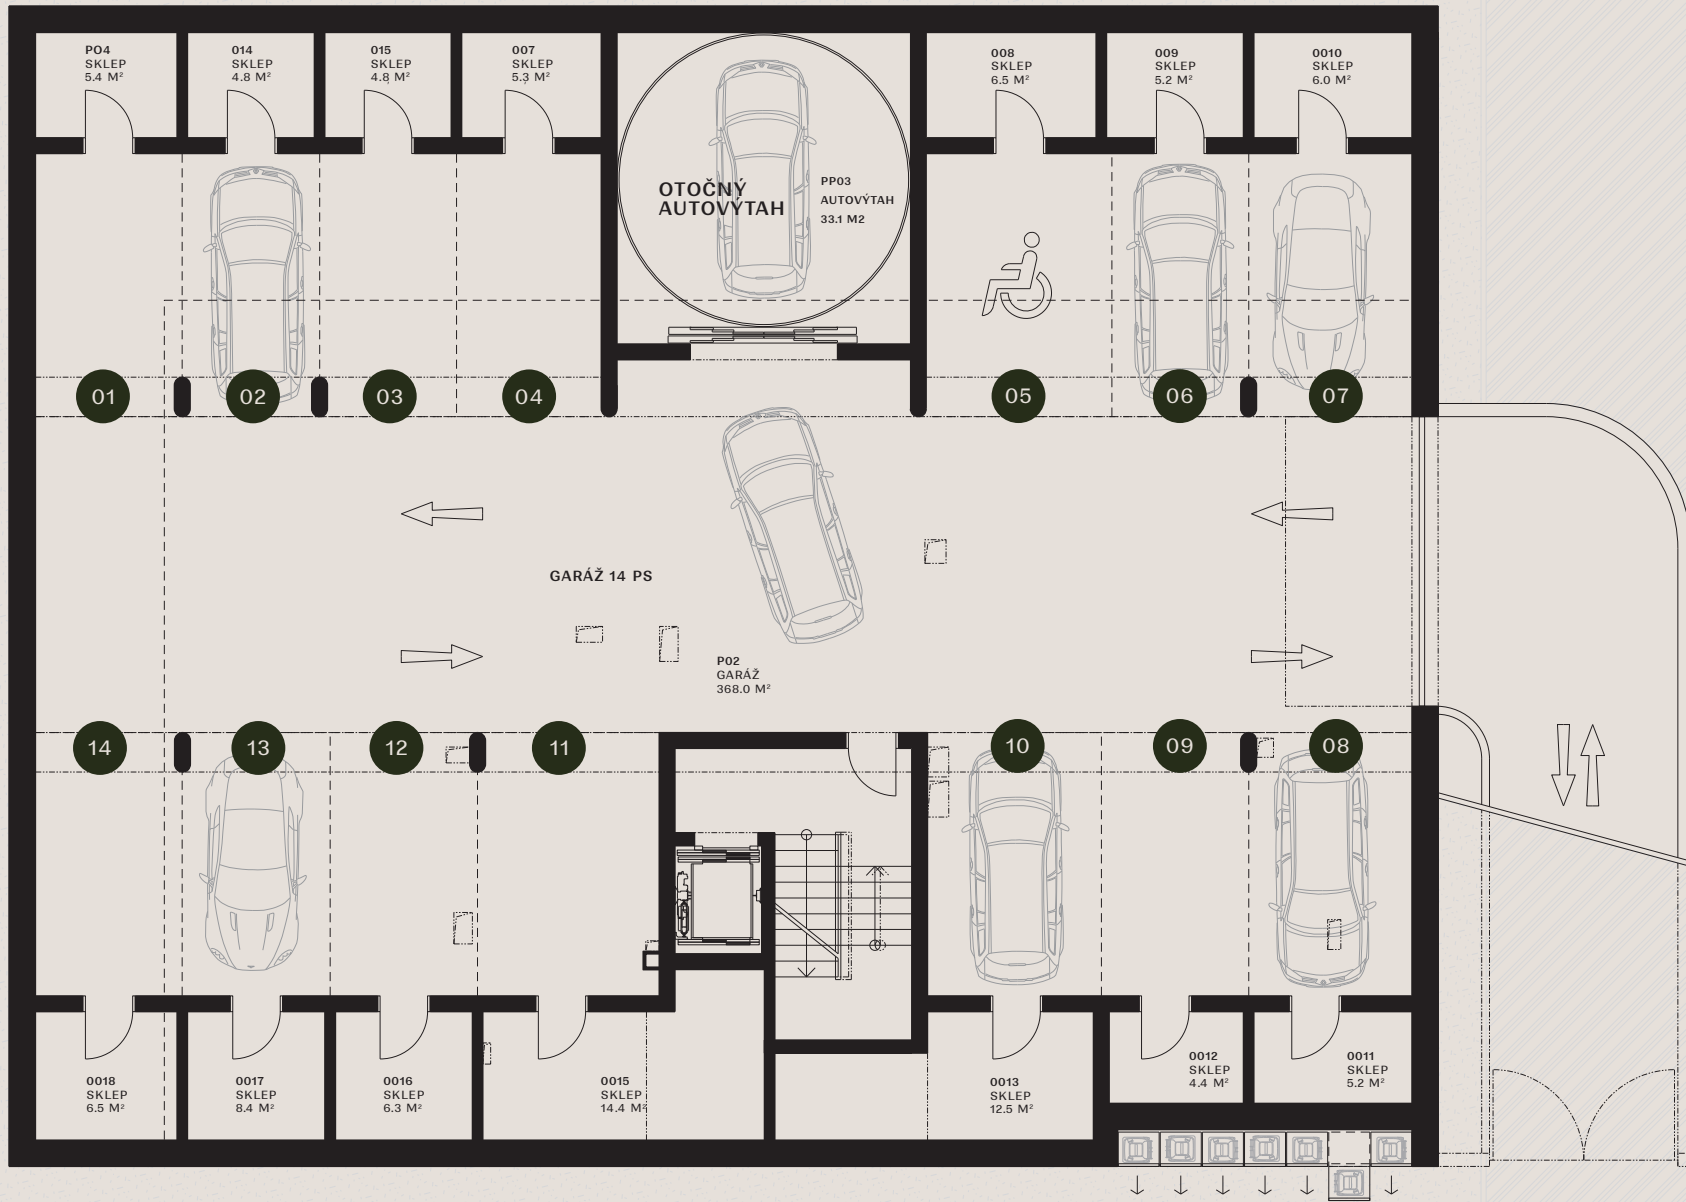 PO4
SKLEP
5.4 M²
014
SKLEP
4.8 M²
015
SKLEP
4.8 M²
007
SKLEP
5.3 M²
008
SKLEP
6.5 M²
009
SKLEP
5.2 M²
0010
SKLEP
6.0 M²
OTOČNÝ
AUTOVÝTAH
PP03
AUTOVÝTAH
33.1 M2
01
02
03
04
05
06
07
GARÁŽ 14 PS
P02
GARÁŽ
368.0 M²
14
13
12
11
10
09
08
0018
SKLEP
6.5 M²
0017
SKLEP
8.4 M²
0016
SKLEP
6.3 M²
0015
SKLEP
14.4 M²
0013
SKLEP
12.5 M²
0012
SKLEP
4.4 M²
0011
SKLEP
5.2 M²